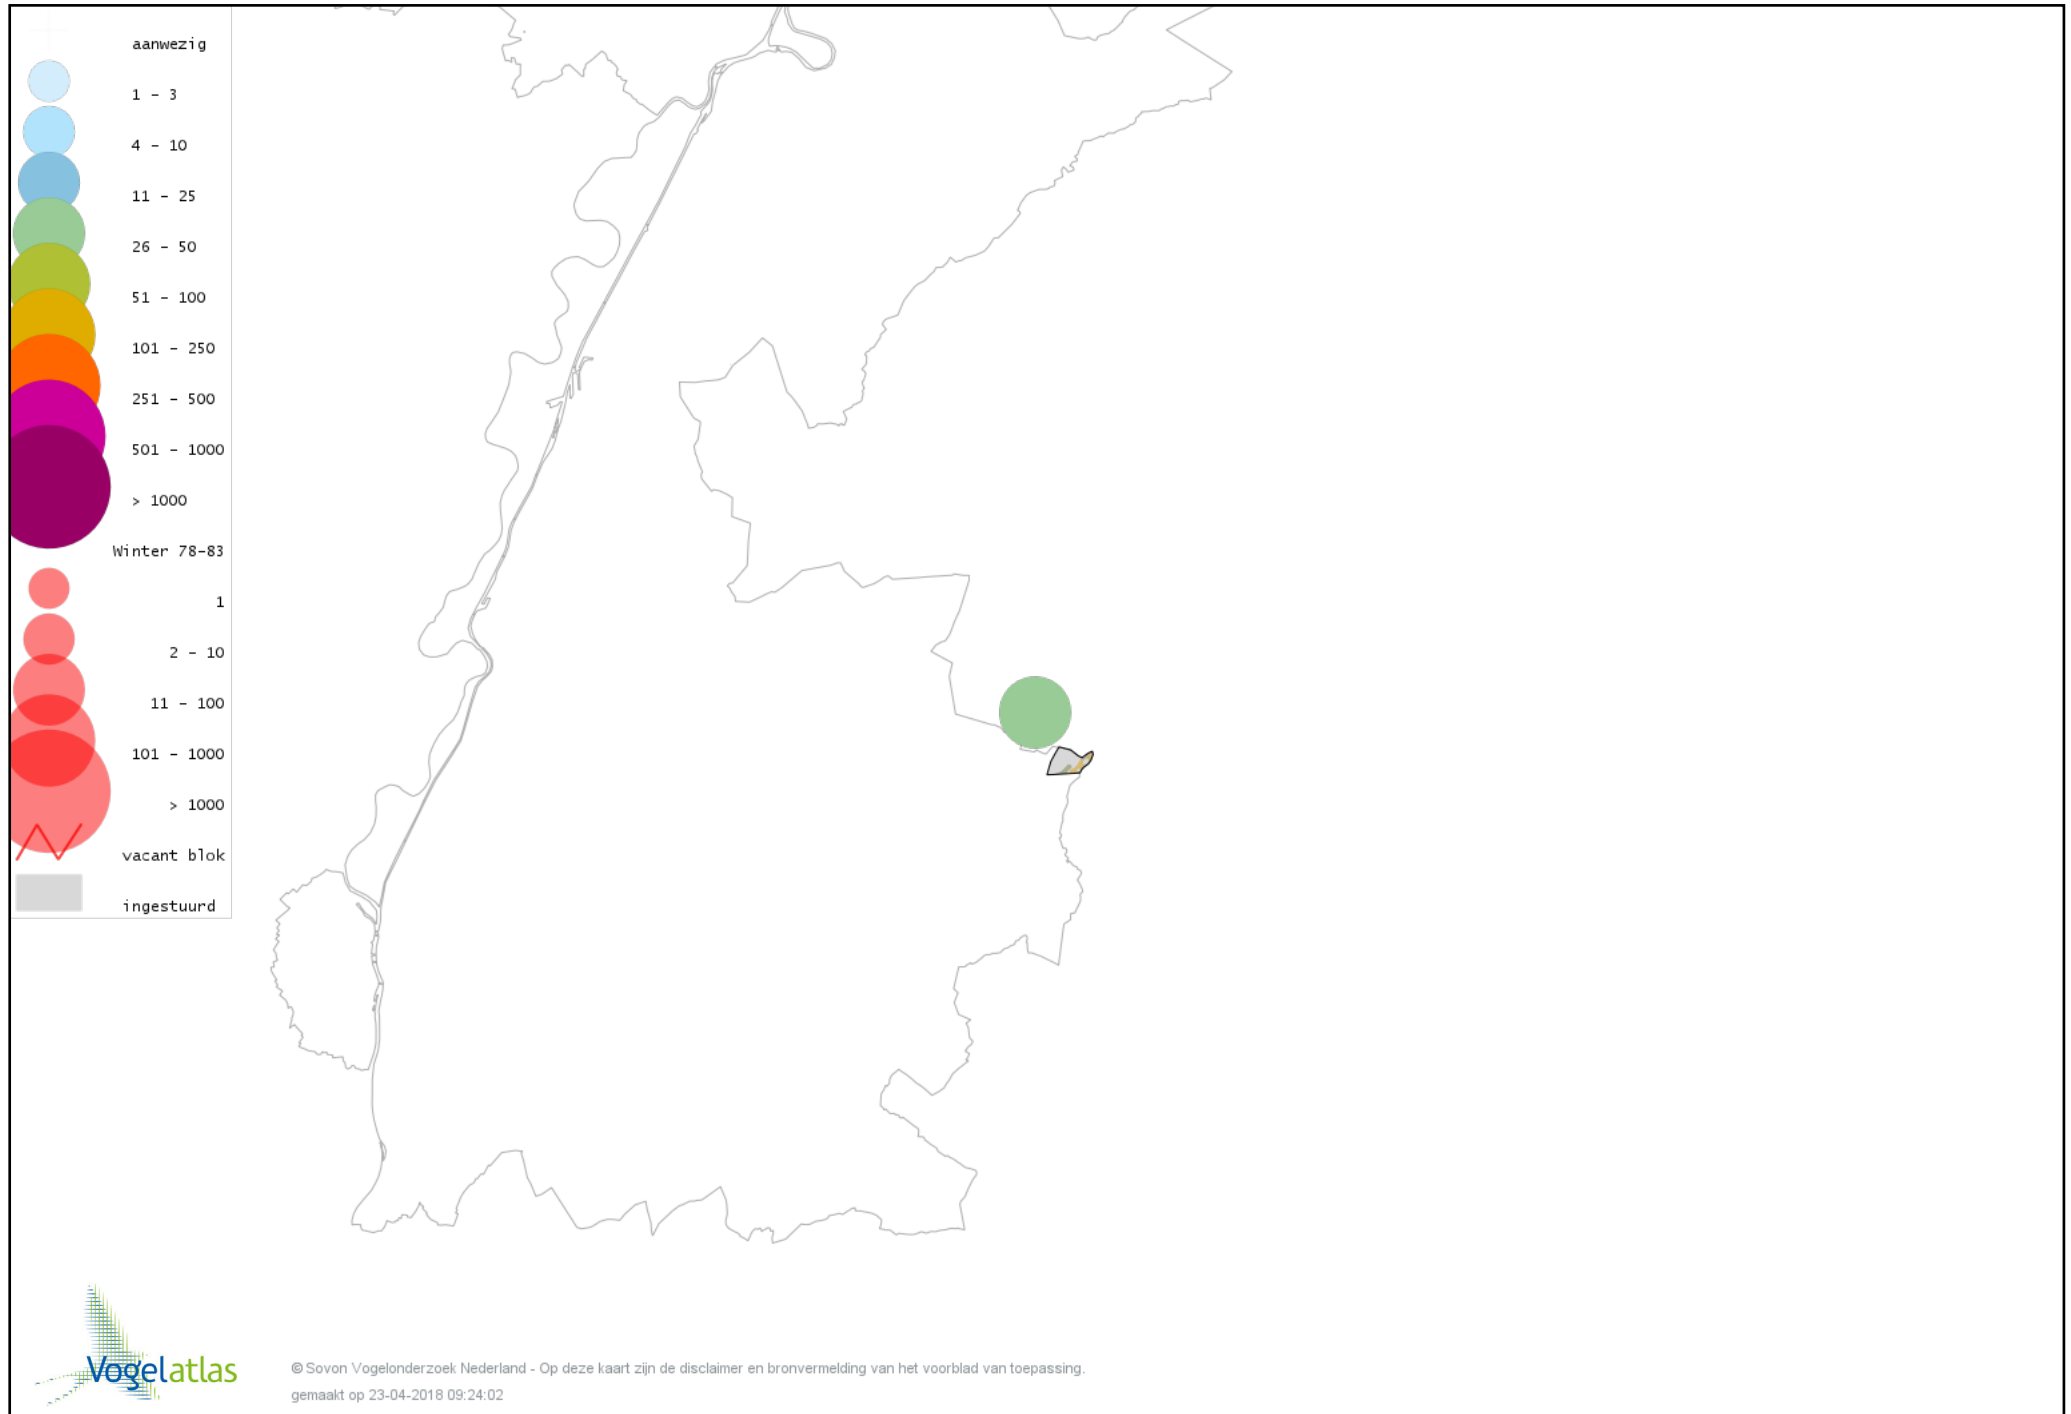 aanwezig
1 - 3
4 - 10
11 - 25
26 - 50
51 - 100
101 - 250
251 - 500
501 - 1000
> 1000
Winter 78-83
1
2 - 10
11 - 100
101 - 1000
> 1000
vacant blok
ingestuurd
Vogelatlas
© Sovon Vogelonderzoek Nederland - Op deze kaart zijn de disclaimer en bronvermelding van het voorblad van toepassing.
gemaakt op 23-04-2018 09:24:02